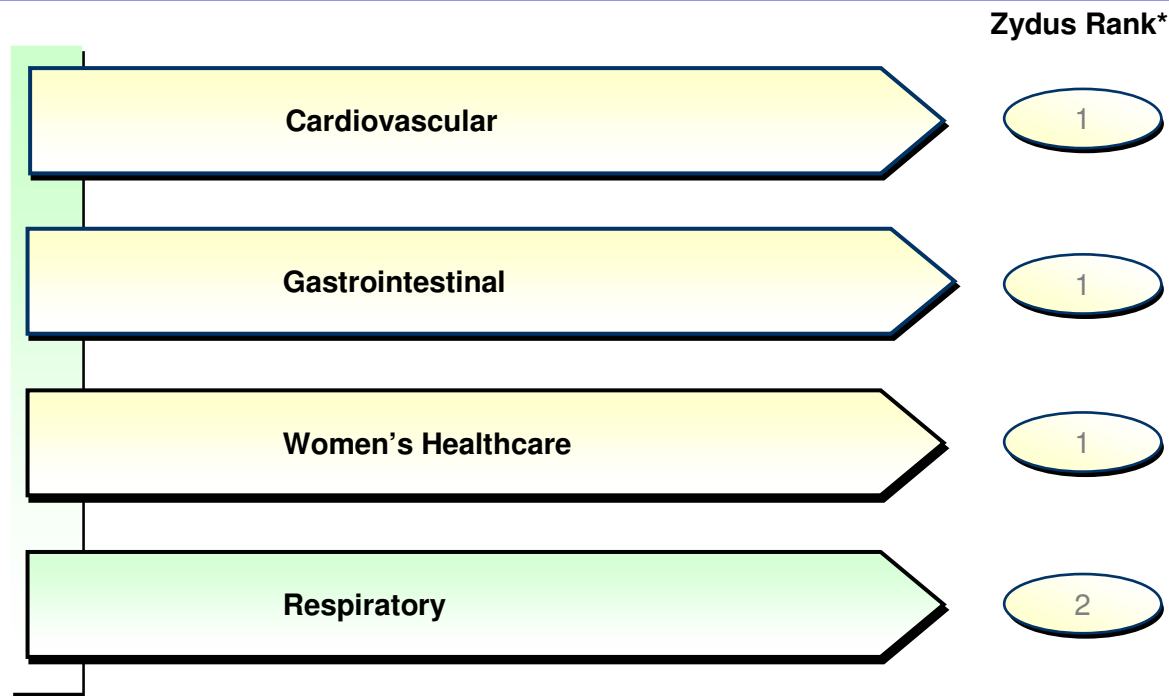 Zydus Rank*
Cardiovascular 1
Gastrointestinal 1
Women's Healthcare 1
Respiratory 2